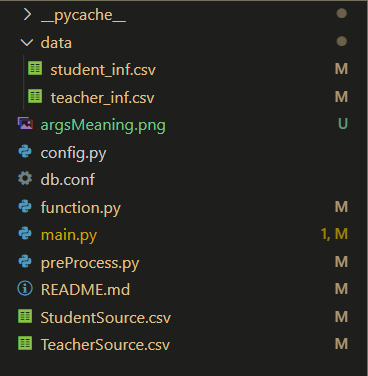 __pycache__
data
student_inf.csv M
teacher_inf.csv M
argsMeaning.png U
config.py
db.conf
function.py M
main.py 1, M
preProcess.py M
README.md M
StudentSource.csv M
TeacherSource.csv M